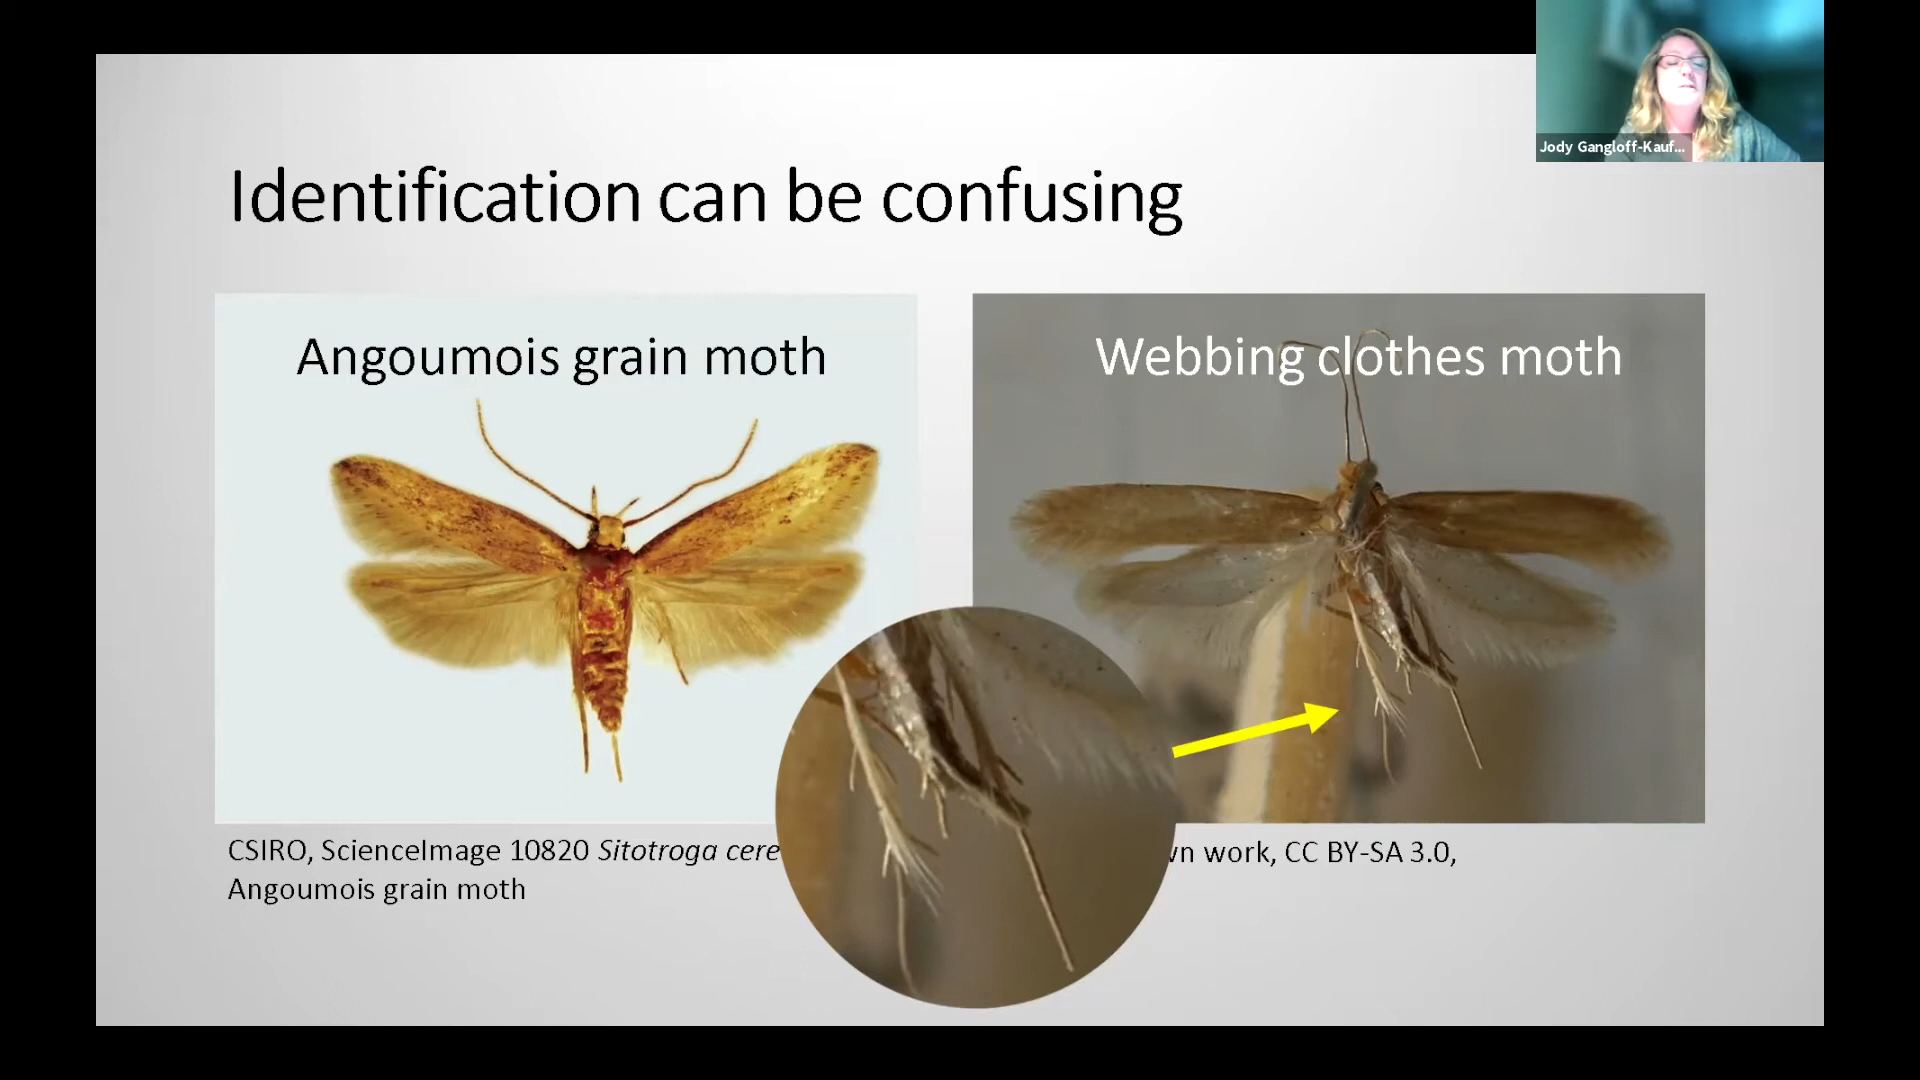 Jody Gangloff-Kauf...
Identification can be confusing
Angoumois grain moth
Webbing clothes moth
CSIRO, ScienceImage 10820 Sitotroga cere
Angoumois grain moth
work, CC BY-SA 3.0,